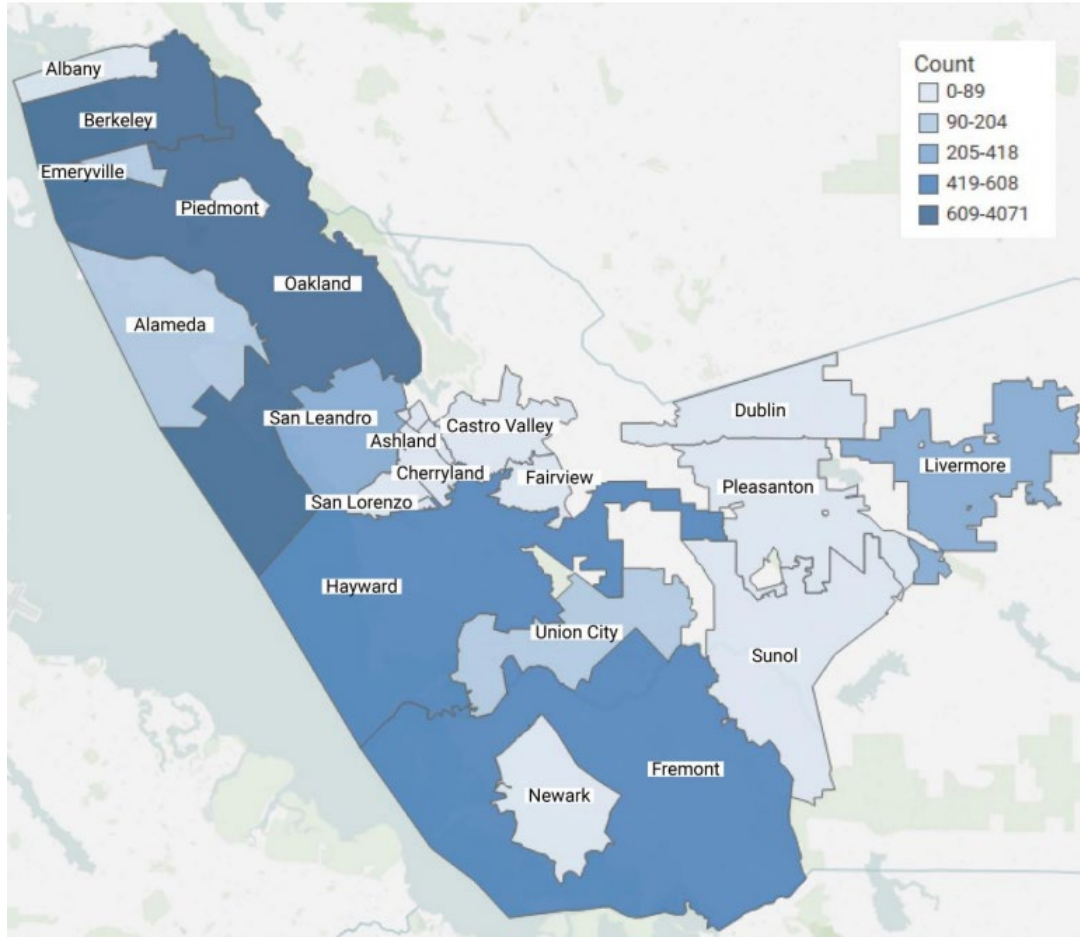 Albany
Count
0-89
90-204
205-418
419-608
609-4071
Berkeley
Emeryville
Piedmont
Oakland
Alameda
San Leandro
Ashland
Castro Valley
Cherryland
Fairview
San Lorenzo
Dublin
Livermore
Pleasanton
Hayward
Union City
Sunol
Fremont
Newark